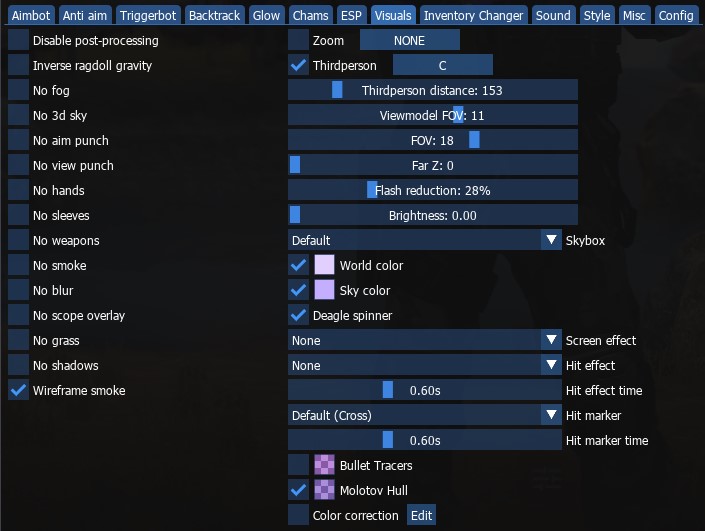 Aimbot Anti aim Triggerbot Backtrack Glow Chams ESP Visuals Inventory Changer Sound Style Misc Config
Disable post-processing
Inverse ragdoll gravity
No fog
No 3d sky
No aim punch
No view punch
No hands
No sleeves
No weapons
No smoke
No blur
No scope overlay
No grass
No shadows
Wireframe smoke
Zoom NONE
Thirdperson C
Thirdperson distance: 153
Viewmodel FOV: 11
FOV: 18
Far Z: 0
Flash reduction: 28%
Brightness: 0.00
Default Skybox
World color
Sky color
Deagle spinner
None Screen effect
None Hit effect
0.60s Hit effect time
Default (Cross) Hit marker
0.60s Hit marker time
Bullet Tracers
Molotov Hull
Color correction Edit